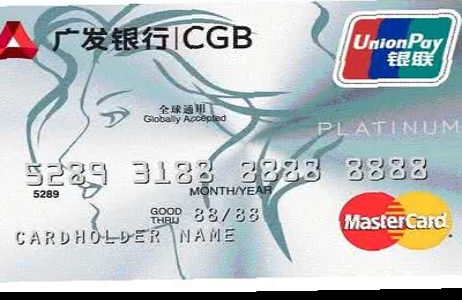 广发银行|CGB
UnionPay
银联
全球通用
Globally Accepted
PLATINUM
5289 3188 8888 8888
5289
MONTH/YEAR
GOOD THRU 88/88
CARDHOLDER NAME
MasterCard